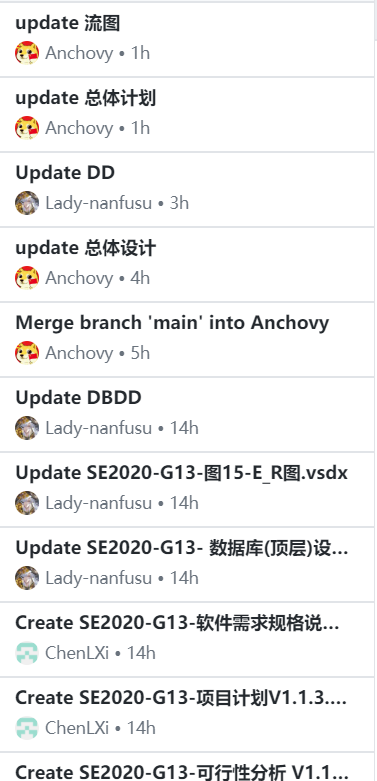 update 流图
Anchovy • 1h
update 总体计划
Anchovy • 1h
Update DD
Lady-nanfusu • 3h
update 总体设计
Anchovy • 4h
Merge branch 'main' into Anchovy
Anchovy • 5h
Update DBDD
Lady-nanfusu • 14h
Update SE2020-G13-图15-E_R图.vsdx
Lady-nanfusu • 14h
Update SE2020-G13- 数据库(顶层)设...
Lady-nanfusu • 14h
Create SE2020-G13-软件需求规格说...
ChenLXi • 14h
Create SE2020-G13-项目计划V1.1.3....
ChenLXi • 14h
Create SE2020-G13-可行性分析 V1.1...